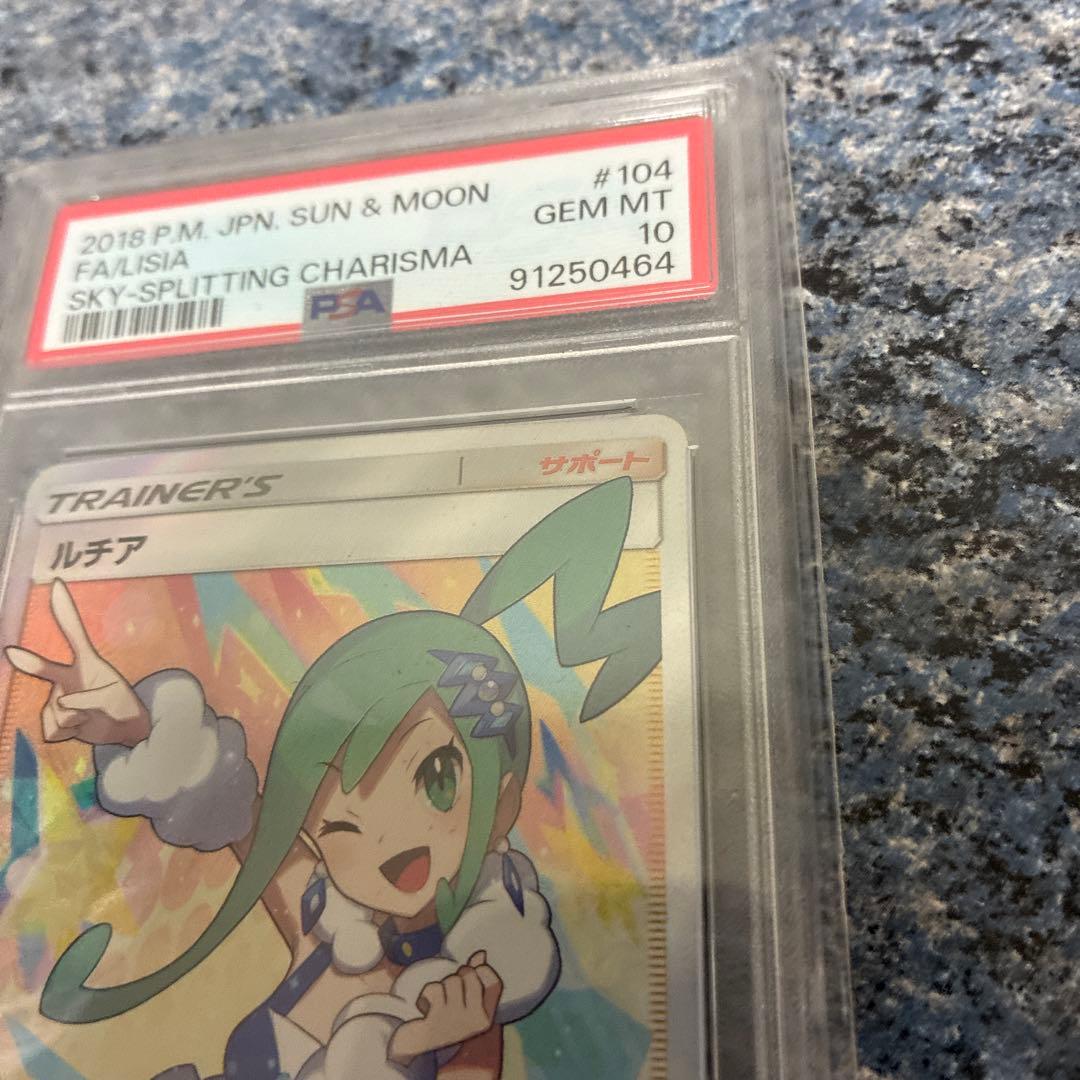 2018 P.M. JPN. SUN & MOON #104
FA/LISIA GEM MT
SKY-SPLITTING CHARISMA 10
PSA 91250464
TRAINER'S サポート
ルチア